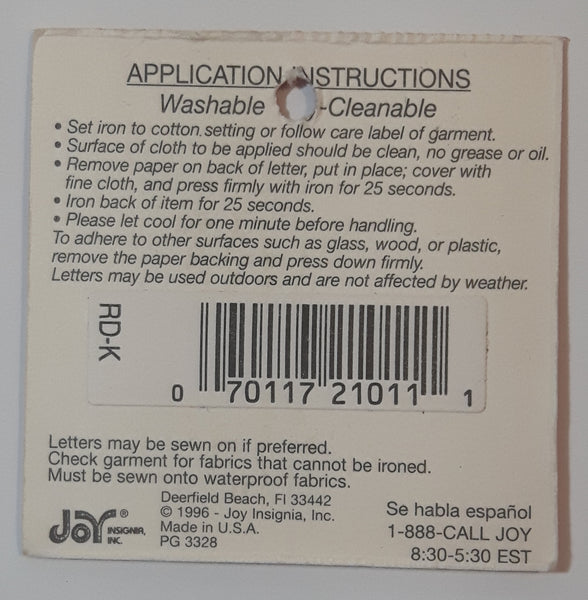 APPLICATION INSTRUCTIONS
Washable -Cleanable
• Set iron to cotton setting or follow care label of garment.
• Surface of cloth to be applied should be clean, no grease or oil.
• Remove paper on back of letter, put in place; cover with
fine cloth, and press firmly with iron for 25 seconds.
• Iron back of item for 25 seconds.
• Please let cool for one minute before handling.
To adhere to other surfaces such as glass, wood, or plastic,
remove the paper backing and press down firmly.
Letters may be used outdoors and are not affected by weather.
RD-K
0 70117 21011 1
Letters may be sewn on if preferred.
Check garment for fabrics that cannot be ironed.
Must be sewn onto waterproof fabrics.
JOY® INSIGNIA, INC.
Deerfield Beach, Fl 33442
© 1996 - Joy Insignia, Inc.
Made in U.S.A.
PG 3328
Se habla español
1-888-CALL JOY
8:30-5:30 EST